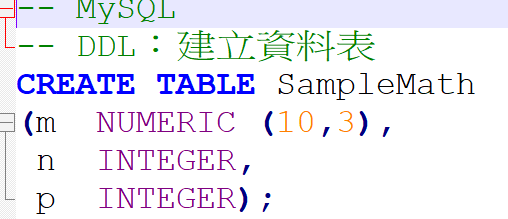 -- MySQL
-- DDL：建立資料表
CREATE TABLE SampleMath
(m  NUMERIC (10,3),
 n  INTEGER,
 p  INTEGER);